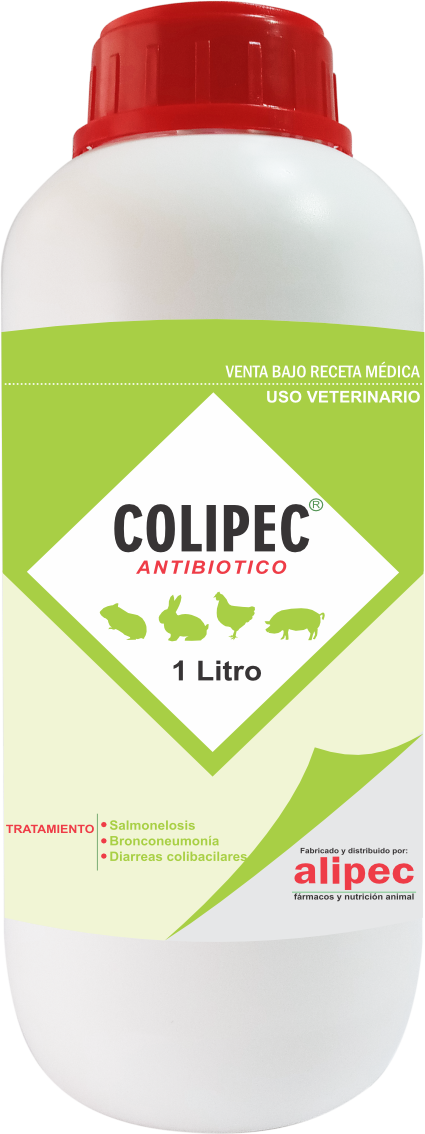 VENTA BAJO RECETA MÉDICA
USO VETERINARIO
COLIPEC®
ANTIBIOTICO
1 Litro
TRATAMIENTO
• Salmonelosis
• Bronconeumonía
• Diarreas colibacilares
Fabricado y distribuido por:
alipec
fármacos y nutrición animal